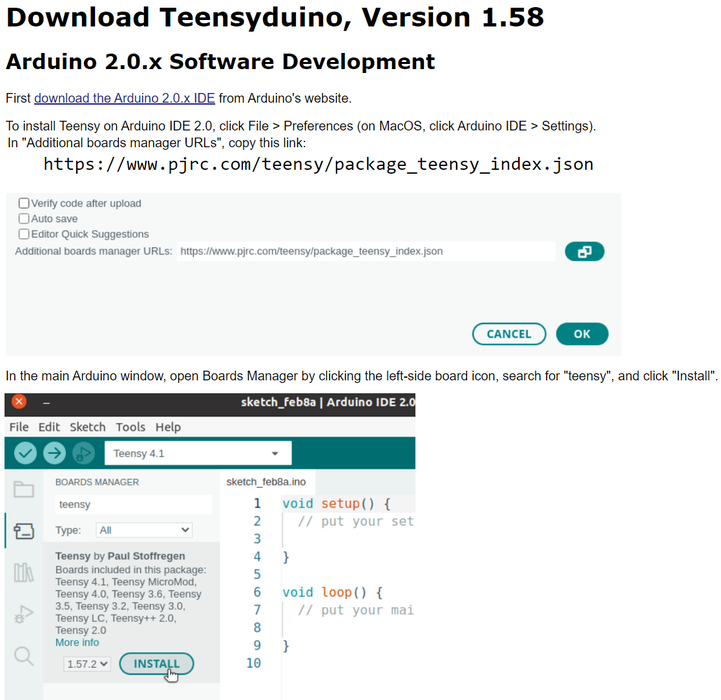 Download Teensyduino, Version 1.58
Arduino 2.0.x Software Development
First download the Arduino 2.0.x IDE from Arduino's website.
To install Teensy on Arduino IDE 2.0, click File > Preferences (on MacOS, click Arduino IDE > Settings).
In "Additional boards manager URLs", copy this link:
https://www.pjrc.com/teensy/package_teensy_index.json
Verify code after upload
Auto save
Editor Quick Suggestions
Additional boards manager URLs: https://www.pjrc.com/teensy/package_teensy_index.json
CANCEL OK
In the main Arduino window, open Boards Manager by clicking the left-side board icon, search for "teensy", and click "Install".
sketch_feb8a | Arduino IDE 2.0
File Edit Sketch Tools Help
Teensy 4.1
BOARDS MANAGER
teensy
Type: All
Teensy by Paul Stoffregen
Boards included in this package:
Teensy 4.1, Teensy MicroMod,
Teensy 4.0, Teensy 3.6, Teensy
3.5, Teensy 3.2, Teensy 3.0,
Teensy LC, Teensy++ 2.0,
Teensy 2.0
More info
1.57.2 INSTALL
sketch_feb8a.ino
1 void setup() {
2 // put your set
3
4 }
5
6 void loop() {
7 // put your mai
8
9 }
10